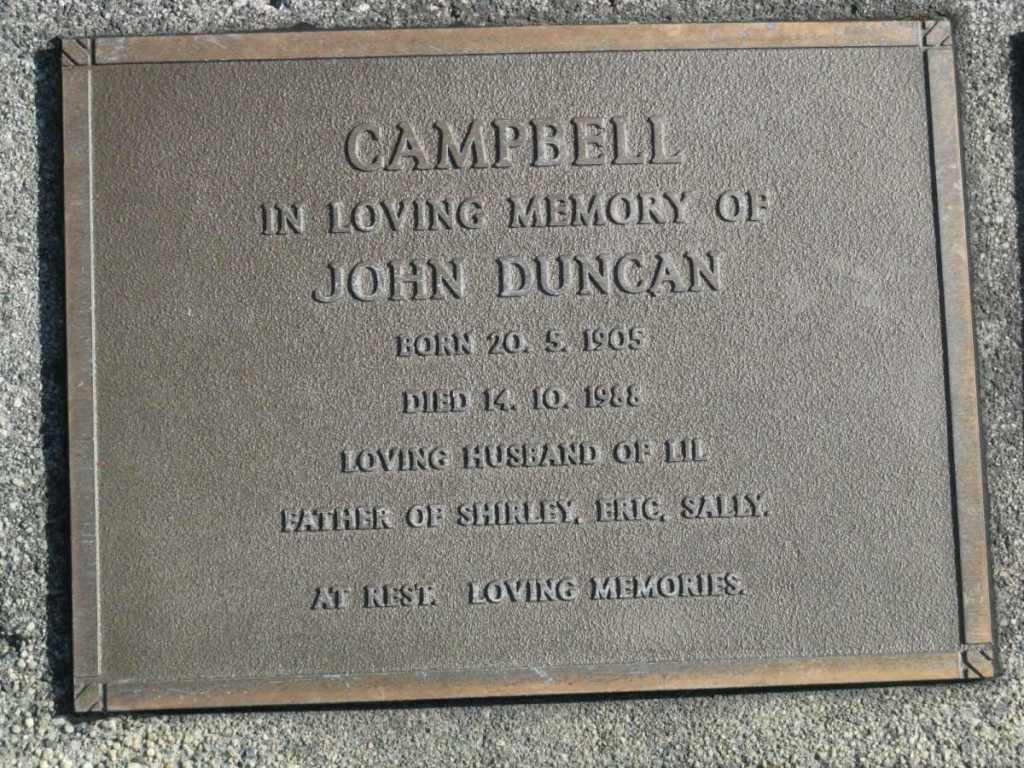 CAMPBELL
IN LOVING MEMORY OF
JOHN DUNCAN
BORN 20. 5. 1905
DIED 14. 10. 1988
LOVING HUSBAND OF LIL
FATHER OF SHIRLEY, ERIC, SALLY.
AT REST. LOVING MEMORIES.